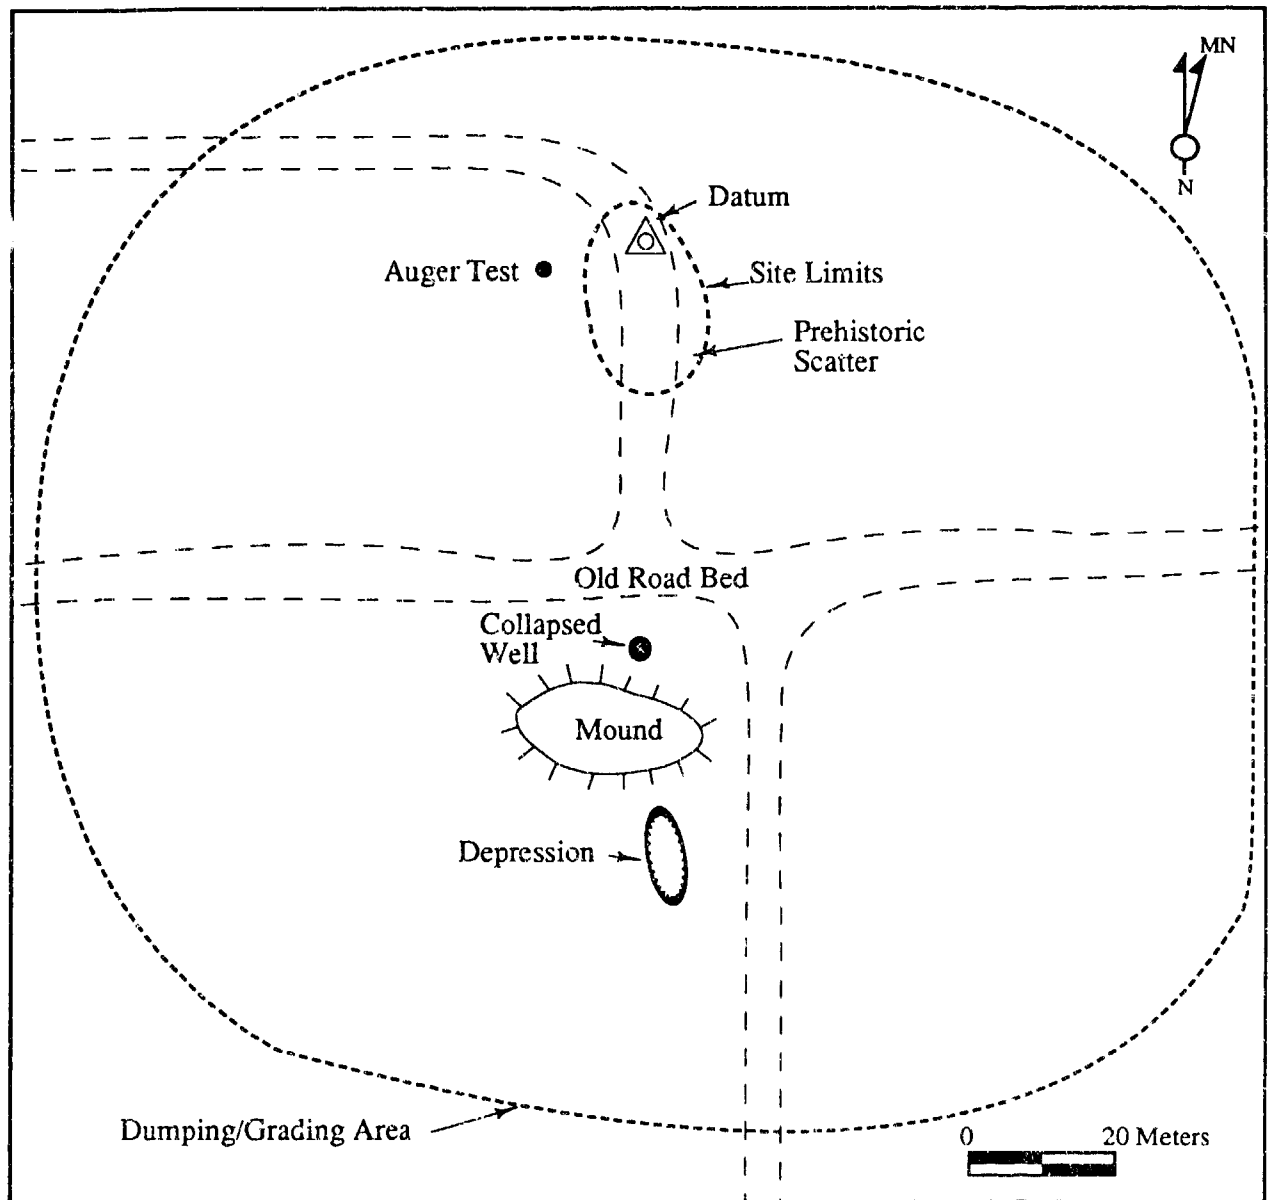 MN
N
Datum
Auger Test
Site Limits
Prehistoric
Scatter
Old Road Bed
Collapsed
Well
Mound
Depression
Dumping/Grading Area
0 20 Meters